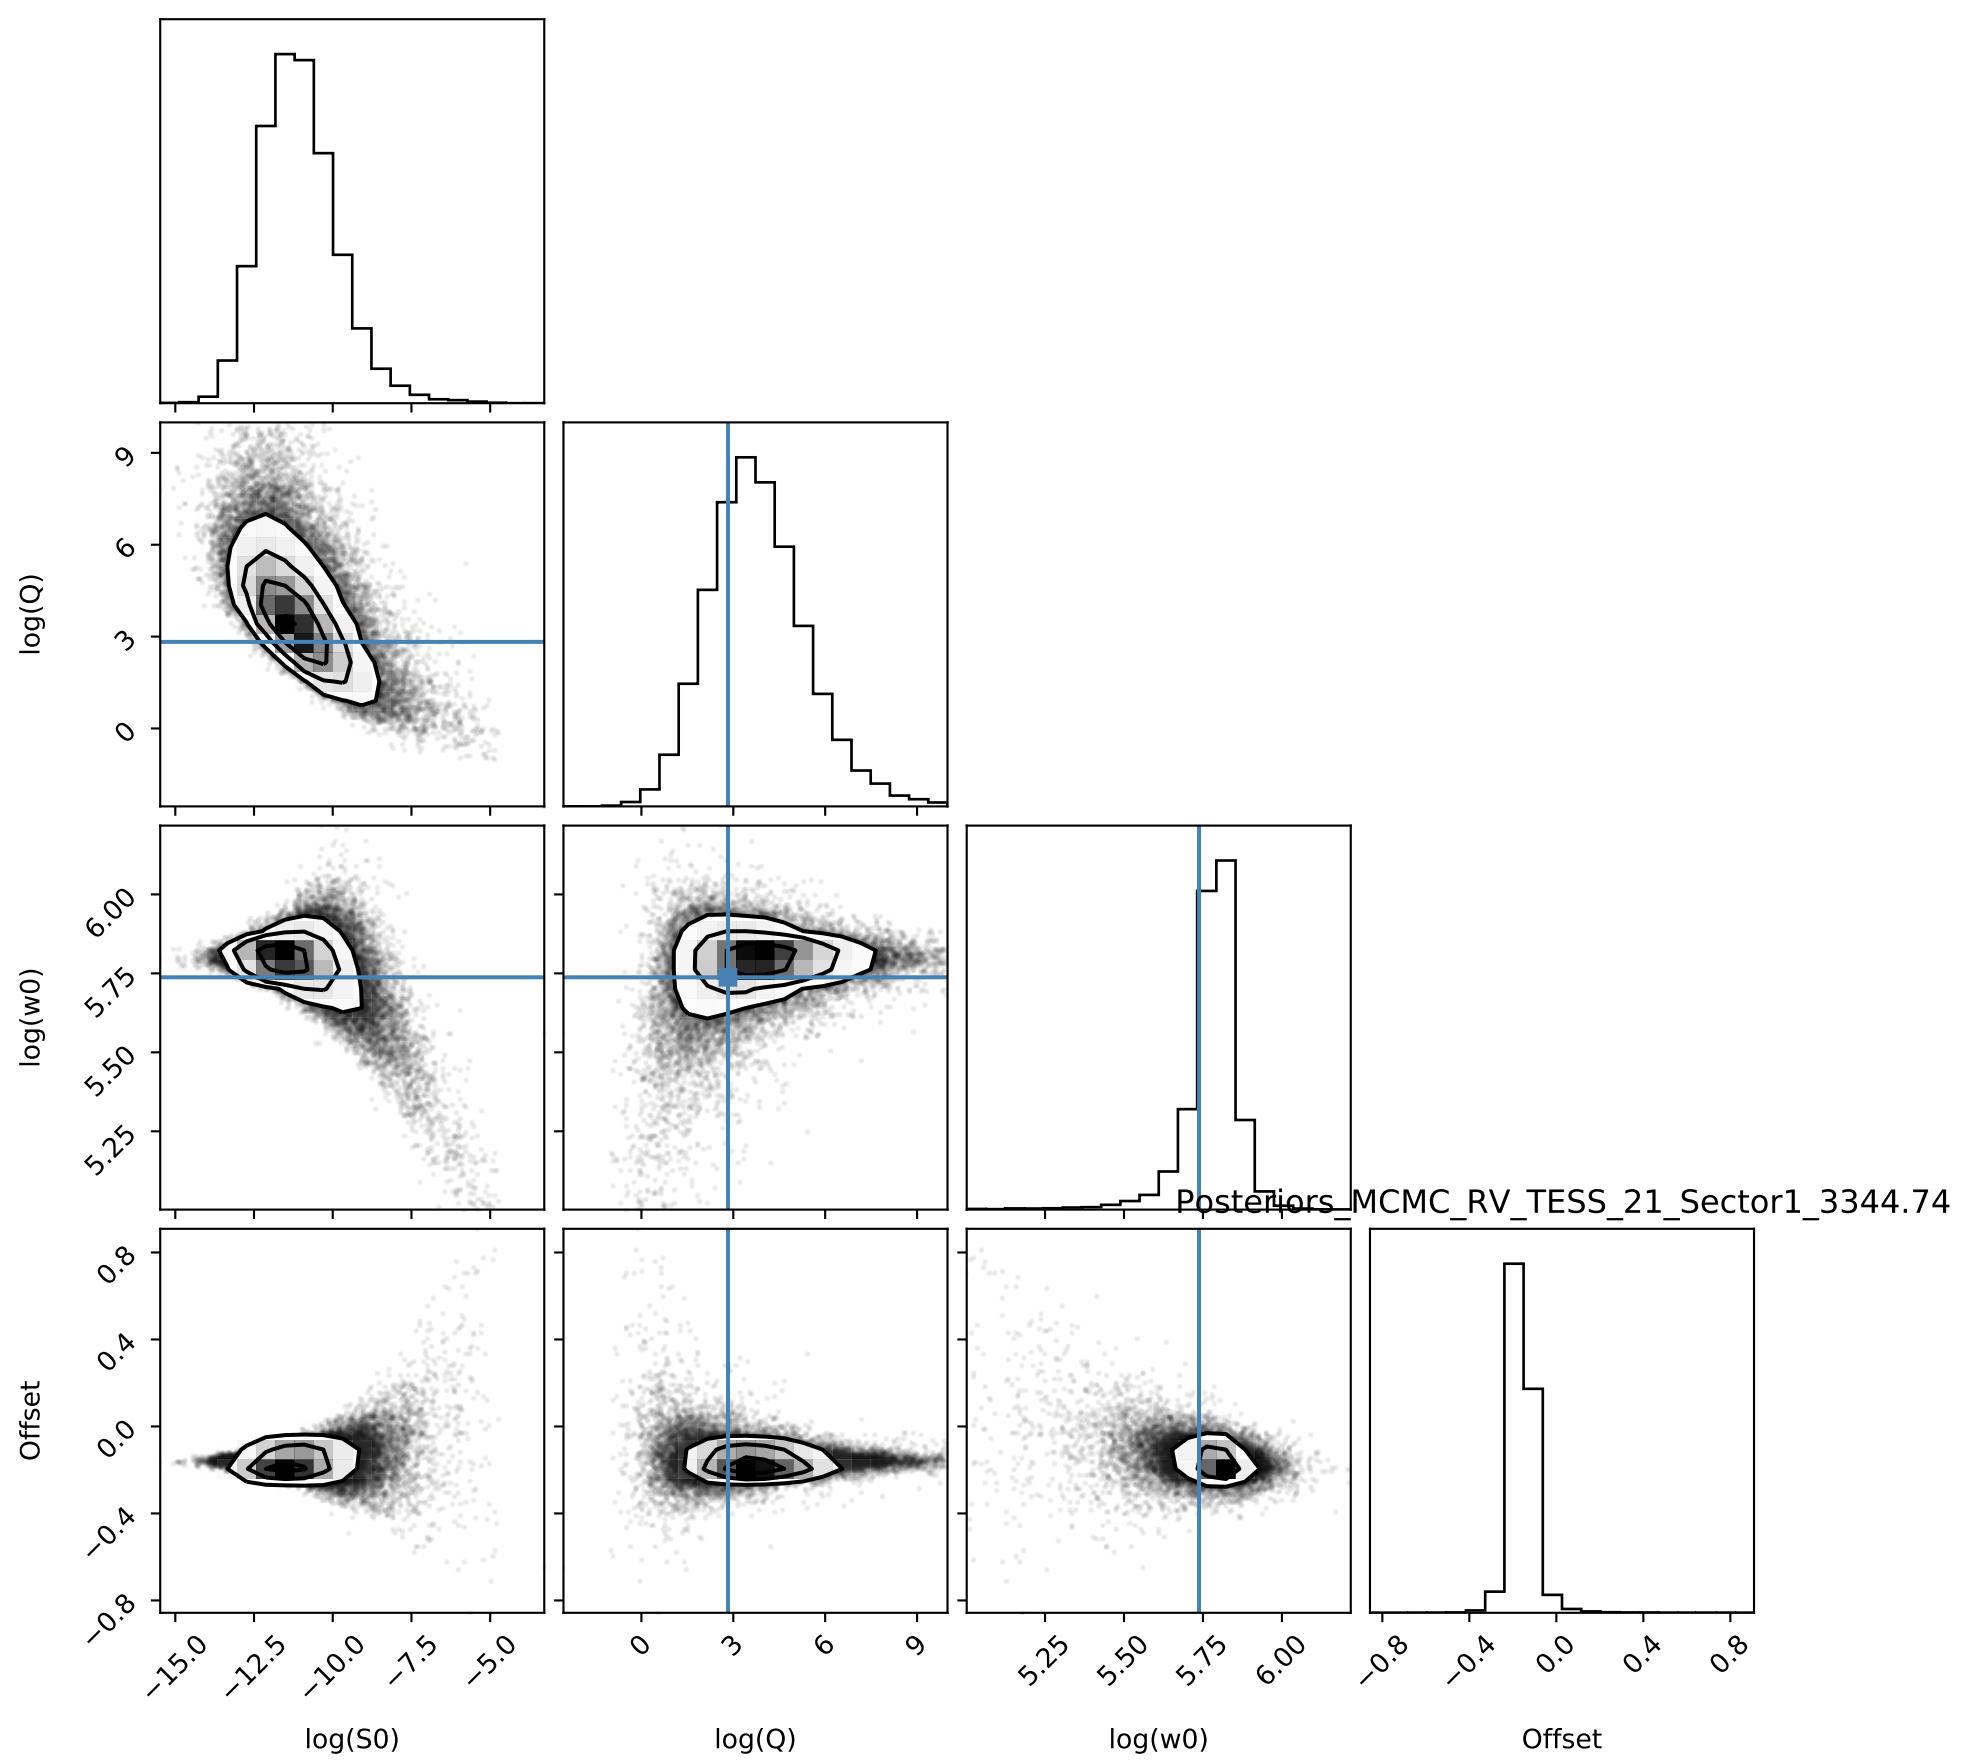 9
6
3
0
log(Q)
6.00
5.75
5.50
5.25
log(w0)
Posteriors_MCMC_RV_TESS_21_Sector1_3344.74
0.8
0.4
0.0
−0.4
−0.8
Offset
−15.0 −12.5 −10.0 −7.5 −5.0
0 3 6 9
5.25 5.50 5.75 6.00
−0.8 −0.4 0.0 0.4 0.8
log(S0) log(Q) log(w0) Offset